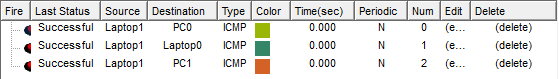 Fire Last Status Source Destination Type Color Time(sec) Periodic Num Edit Delete
Successful Laptop1 PC0 ICMP 0.000 N 0 (e... (delete)
Successful Laptop1 Laptop0 ICMP 0.000 N 1 (e... (delete)
Successful Laptop1 PC1 ICMP 0.000 N 2 (e... (delete)